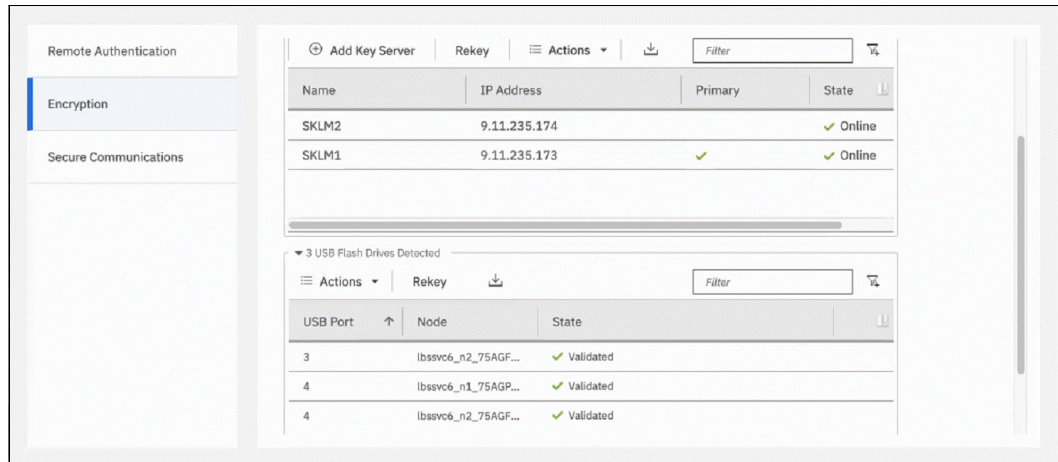 Remote Authentication
Encryption
Secure Communications
Add Key Server Rekey Actions Filter
Name IP Address Primary State
SKLM2 9.11.235.174 Online
SKLM1 9.11.235.173 Online
3 USB Flash Drives Detected
Actions Rekey Filter
USB Port Node State
3 lbssvc6_n2_75AGF... Validated
4 lbssvc6_n1_75AGP... Validated
4 lbssvc6_n2_75AGF... Validated